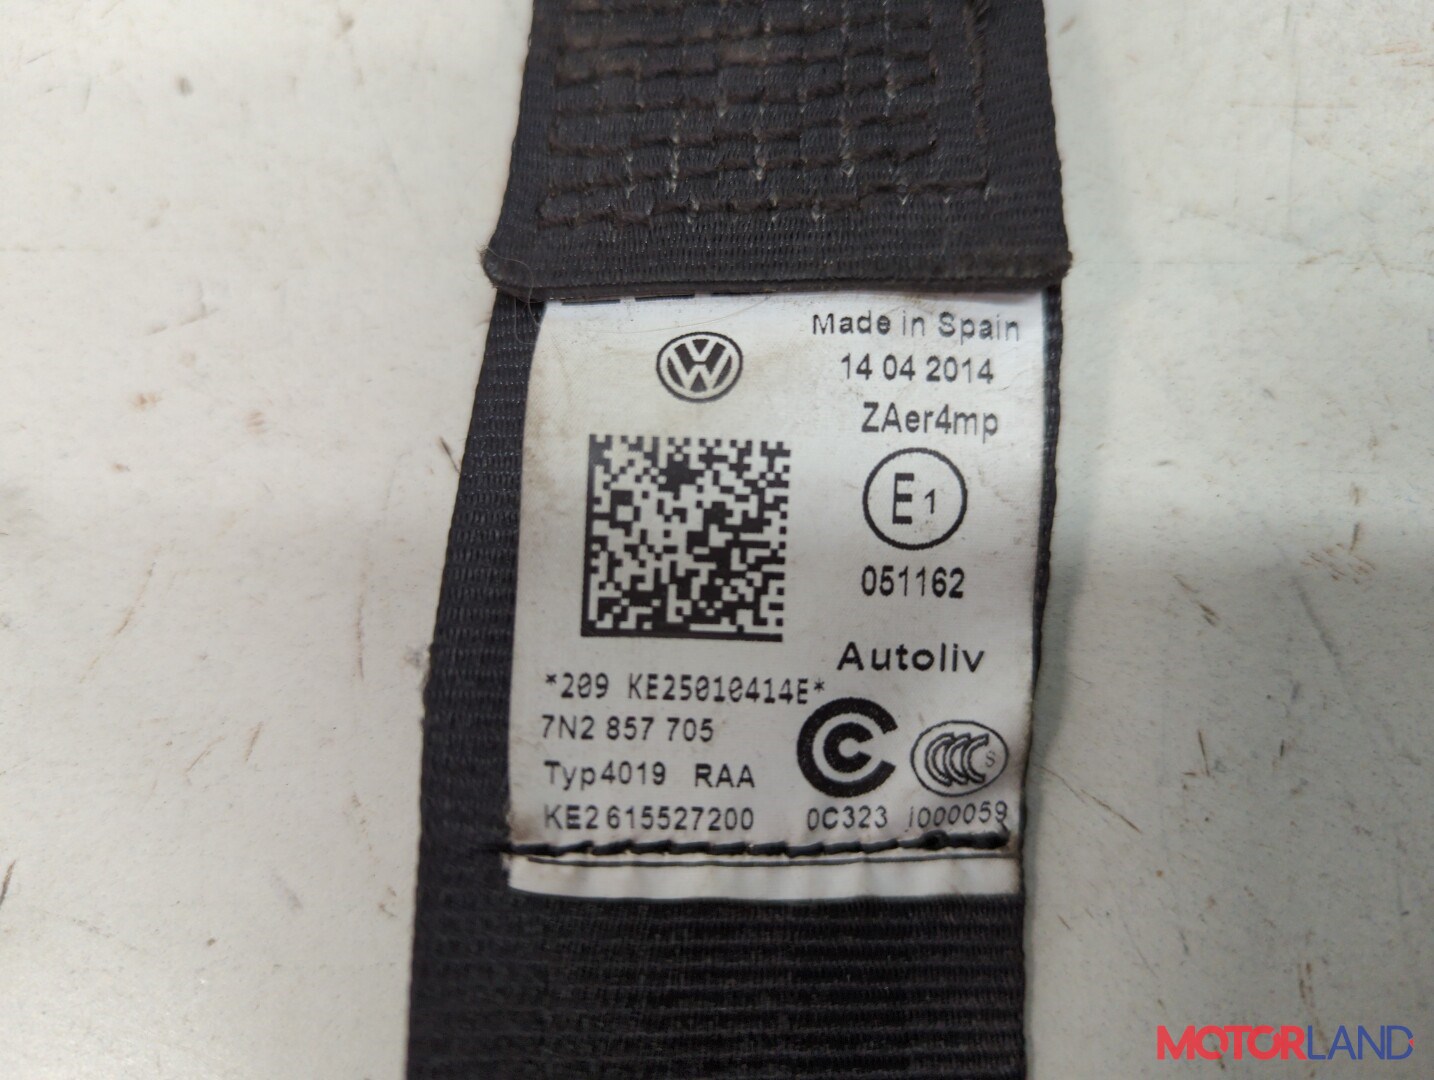 Made in Spain
14 04 2014
ZAer4mp
E1
051162
Autoliv
*209 KE25010414E*
7N2 857 705
Typ4019 RAA
KE2 615527200
0C323 I000059
CCC S
MOTORLAND